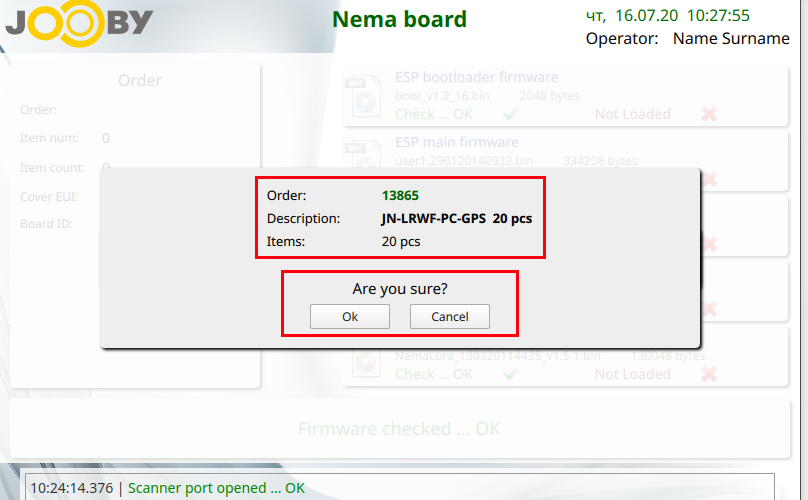 JOOBY
Nema board
чт, 16.07.20 10:27:55
Operator: Name Surname
Order
Order:
Item num: 0
Item count: 0
Cover EUI:
Board ID:
ESP bootloader firmware
boot_v1.2_16.bin 2048 bytes
Check ... OK Not Loaded
ESP main firmware
user1.290120140932.bin 334208 bytes
Order: 13865
Description: JN-LRWF-PC-GPS 20 pcs
Items: 20 pcs
Are you sure?
Ok Cancel
NemaLora_130320114435_v1.5.1.bin 130048 bytes
Check ... OK Not Loaded
Firmware checked ... OK
10:24:14.376 | Scanner port opened ... OK